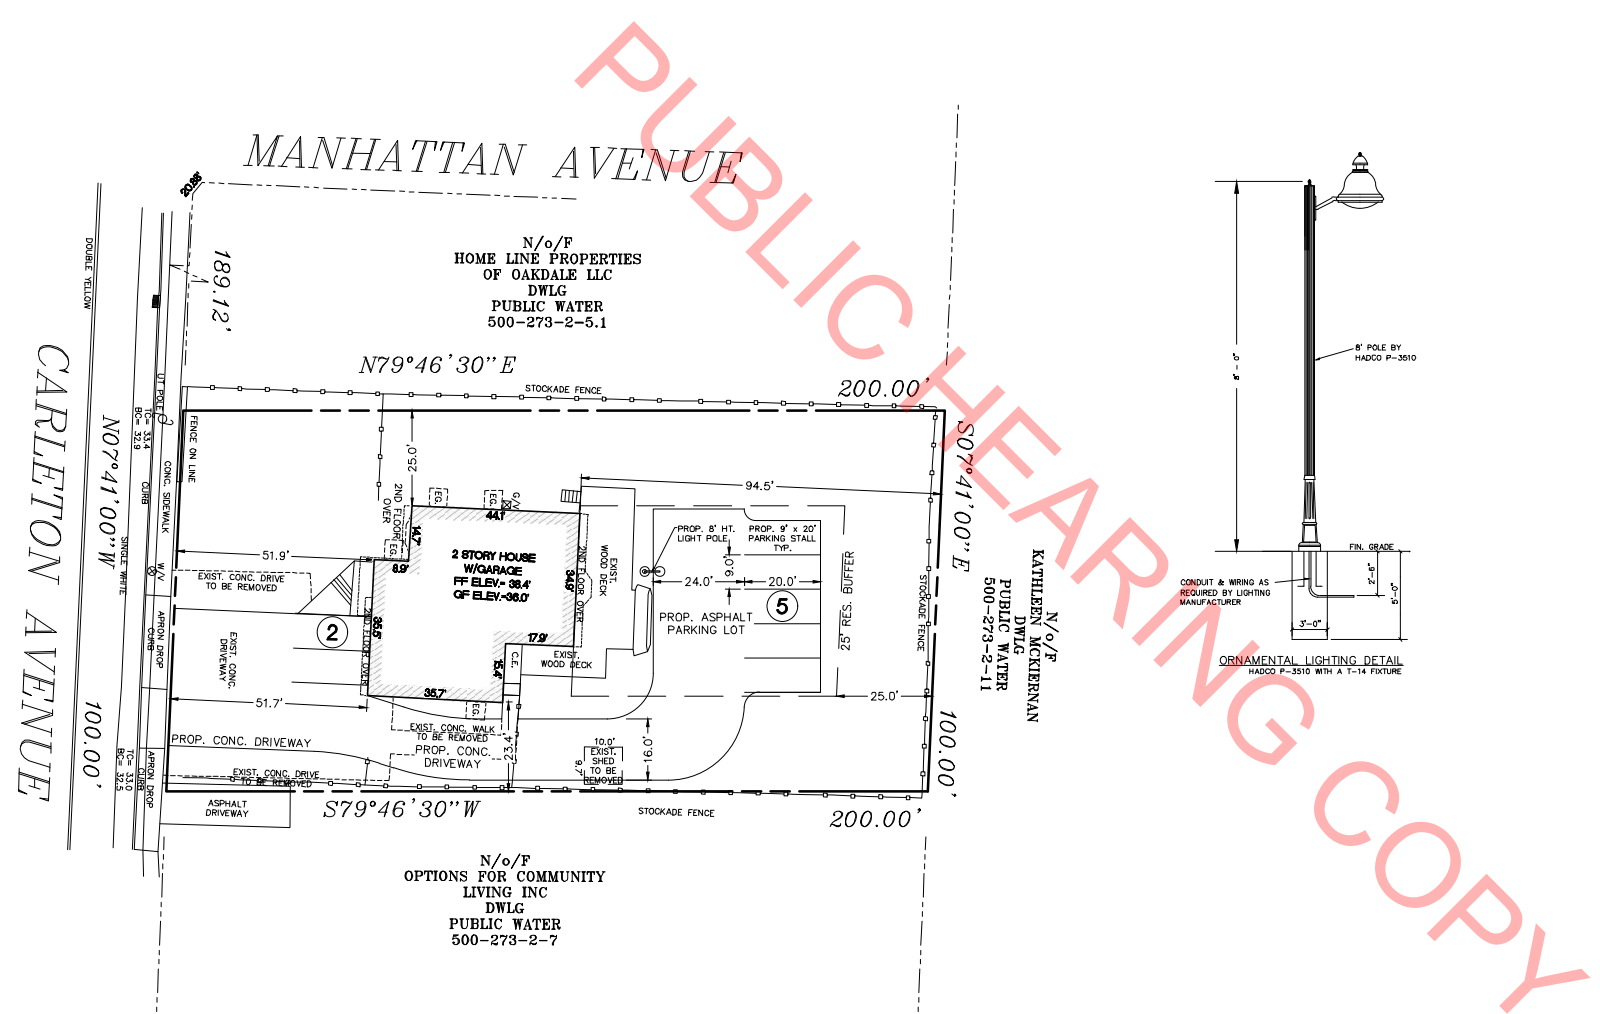 PUBLIC HEARING COPY
MANHATTAN AVENUE
20.88'
189.12'
DOUBLE YELLOW
N/o/F
HOME LINE PROPERTIES
OF OAKDALE LLC
DWLG
PUBLIC WATER
500-273-2-5.1
N79°46'30"E
200.00'
STOCKADE FENCE
CARLETON AVENUE
N07°41'00"W
100.00'
UT POLE
TC= 33.4
BC= 32.9
FENCE ON LINE
CONC. SIDEWALK
CURB
SINGLE WHITE
W/V
APRON DROP
CURB
APRON DROP
CURB
TC= 33.0
BC= 32.5
25.0'
2ND FLOOR
OVER
EG.
EG.
G/V
44.1'
14.7'
EG.
8.9'
51.9'
EXIST. CONC. DRIVE
TO BE REMOVED
2 STORY HOUSE
W/GARAGE
FF ELEV.= 36.4'
GF ELEV.=36.0'
34.9'
2ND FLOOR OVER
EXIST.
WOOD DECK
94.5'
PROP. 8' HT.
LIGHT POLE
PROP. 9' x 20'
PARKING STALL
TYP.
9.0'
24.0'
20.0'
5
PROP. ASPHALT
PARKING LOT
25' RES. BUFFER
STOCKADE FENCE
S07°41'00"E
100.00'
N/o/F
KATHLEEN MCKIERNAN
DWLG
PUBLIC WATER
500-273-2-11
2
EXIST. CONC.
DRIVEWAY
2ND FLOOR OVER
35.5'
17.9'
C.E.
15.4'
EXIST.
WOOD DECK
35.7'
EG.
51.7'
25.0'
EXIST. CONC. WALK
TO BE REMOVED
23.4'
PROP. CONC. DRIVEWAY
PROP. CONC.
DRIVEWAY
10.0'
EXIST.
SHED
TO BE
REMOVED
9.7'
16.0'
EXIST. CONC. DRIVE
TO BE REMOVED
ASPHALT
DRIVEWAY
S79°46'30"W
STOCKADE FENCE
200.00'
N/o/F
OPTIONS FOR COMMUNITY
LIVING INC
DWLG
PUBLIC WATER
500-273-2-7
8'-0"
8' POLE BY
HADCO P-3510
FIN. GRADE
CONDUIT & WIRING AS
REQUIRED BY LIGHTING
MANUFACTURER
2'-6"
5'-0"
3'-0"
ORNAMENTAL LIGHTING DETAIL
HADCO P-3510 WITH A T-14 FIXTURE